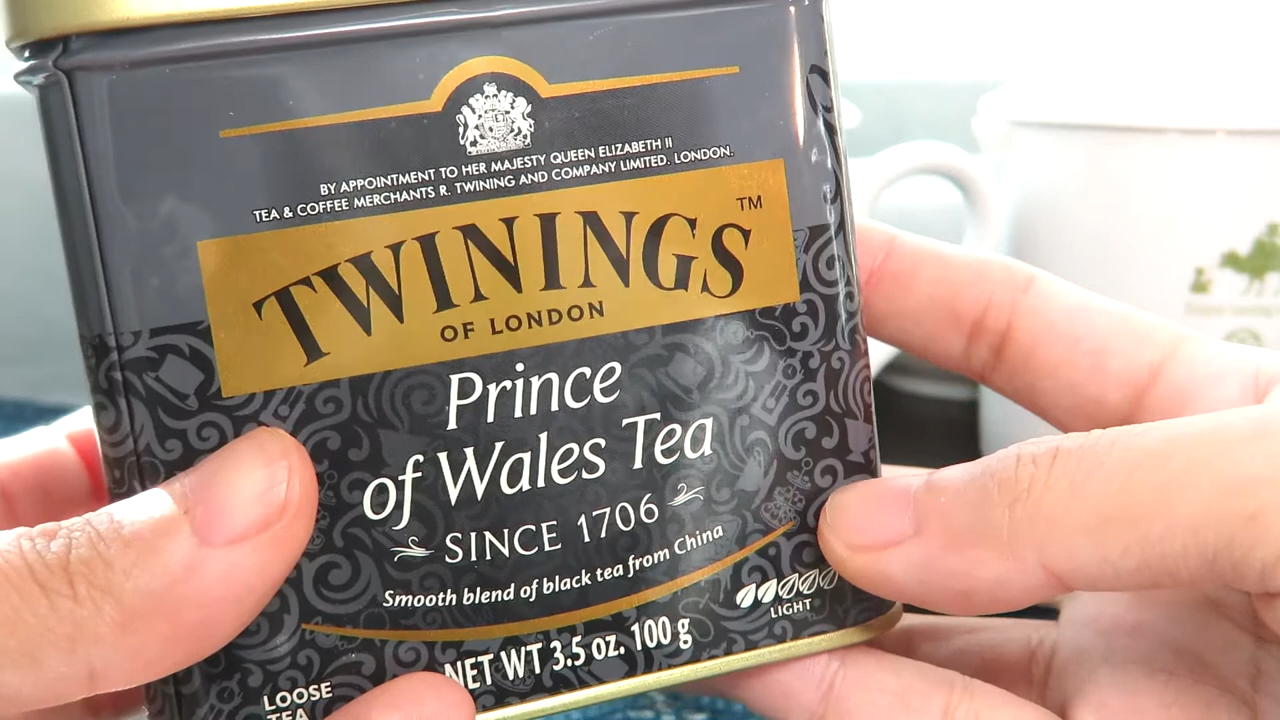 BY APPOINTMENT TO HER MAJESTY QUEEN ELIZABETH II
TEA & COFFEE MERCHANTS R. TWINING AND COMPANY LIMITED. LONDON.
TWININGS™
OF LONDON
Prince
of Wales Tea
SINCE 1706
Smooth blend of black tea from China
LIGHT
NET WT 3.5 oz. 100 g
LOOSE
TEA